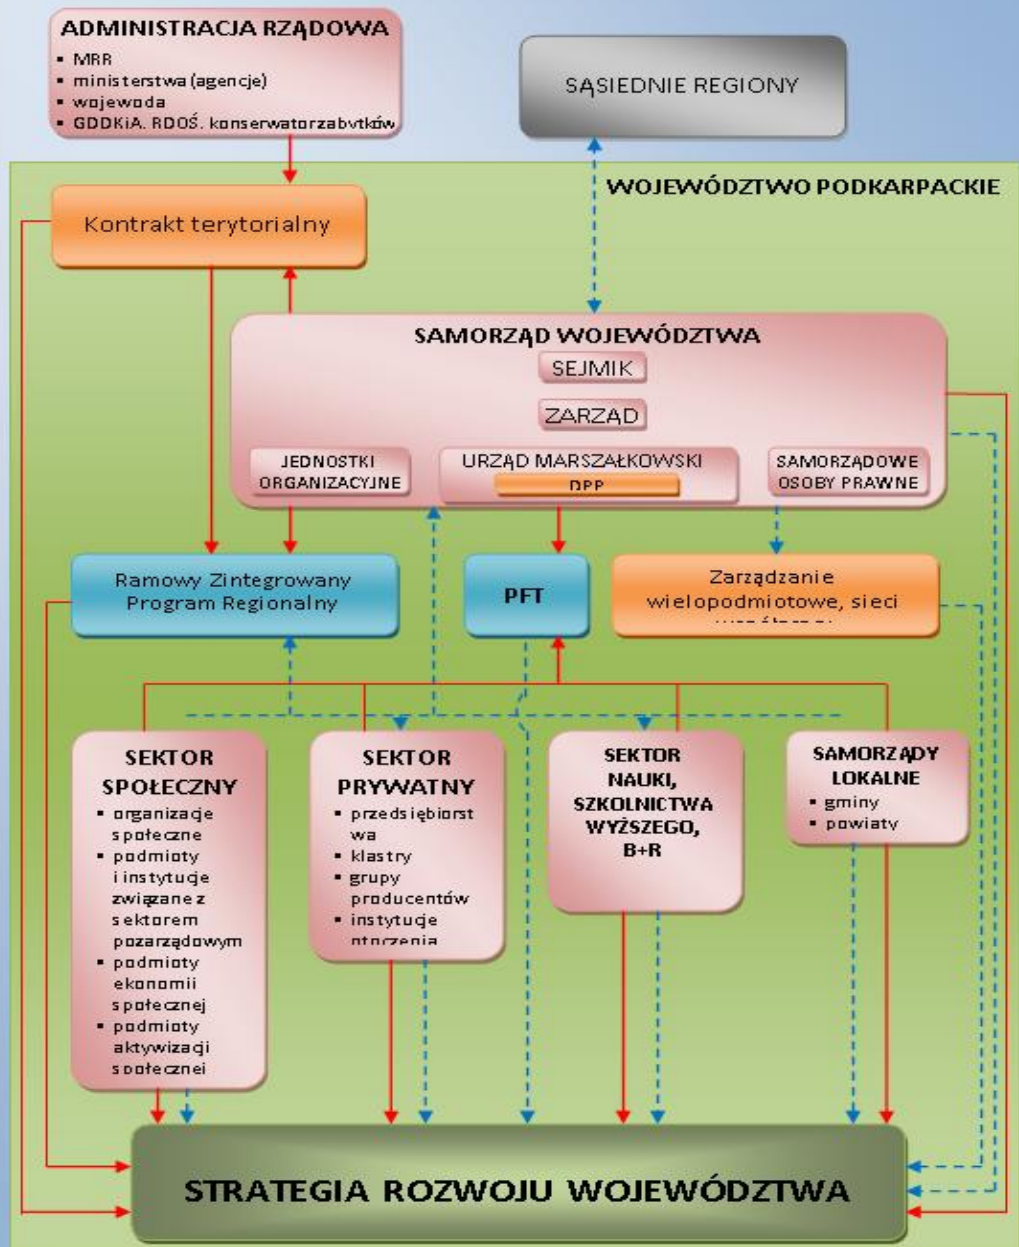 ADMINISTRACJA RZĄDOWA
▪ MRR
▪ ministerstwa (agencje)
▪ wojewoda
▪ GDDKiA. RDOŚ. konserwator zabytków
SĄSIEDNIE REGIONY
WOJEWÓDZTWO PODKARPACKIE
Kontrakt terytorialny
SAMORZĄD WOJEWÓDZTWA
SEJMIK
ZARZĄD
JEDNOSTKI
ORGANIZACYJNE
URZĄD MARSZAŁKOWSKI
SAMORZĄDOWE
OSOBY PRAWNE
Ramowy Zintegrowany
Program Regionalny
PFT
Zarządzanie
wielopodmiotowe, sieci
SEKTOR
SPOŁECZNY
▪ organizacje
społeczne
▪ podmioty
i instytucje
związane z
sektorem
pozarządowym
▪ podmioty
ekonomii
społecznej
▪ podmioty
aktywizacji
społecznej
SEKTOR
PRYWATNY
▪ przedsiębiorst
wa
▪ klastry
▪ grupy
producentów
▪ instytucje
otoczenia
SEKTOR
NAUKI,
SZKOLNICTWA
WYŻSZEGO,
B+R
SAMORZĄDY
LOKALNE
▪ gminy
▪ powiaty
STRATEGIA ROZWOJU WOJEWÓDZTWA